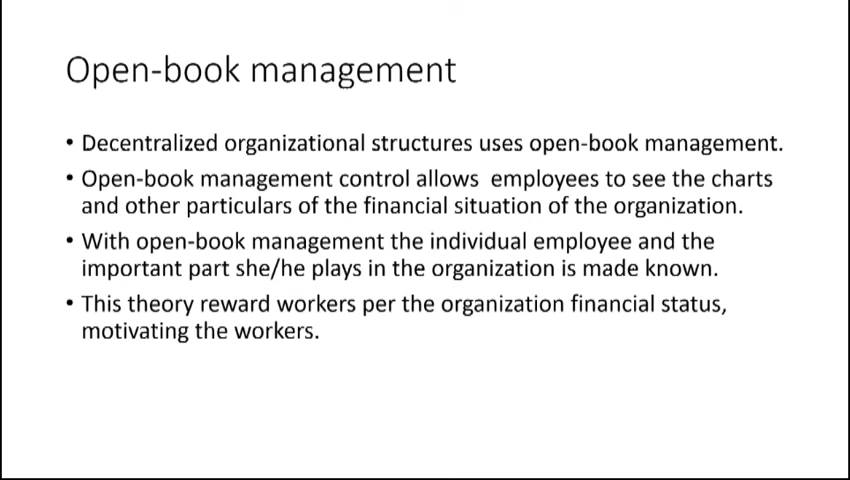 Open-book management
• Decentralized organizational structures uses open-book management.
• Open-book management control allows  employees to see the charts
and other particulars of the financial situation of the organization.
• With open-book management the individual employee and the
important part she/he plays in the organization is made known.
• This theory reward workers per the organization financial status,
motivating the workers.